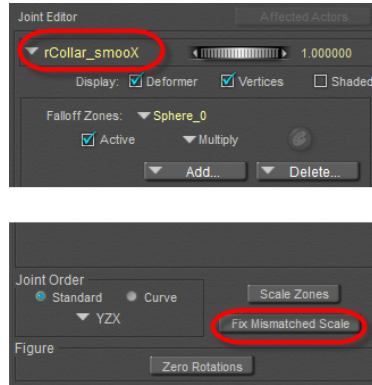 Joint Editor Affected Actors
rCollar_smooX 1.000000
Display: Deformer Vertices Shaded
Falloff Zones: Sphere_0
Active Multiply
Add... Delete...
Joint Order
Standard Curve Scale Zones
YZX Fix Mismatched Scale
Figure
Zero Rotations